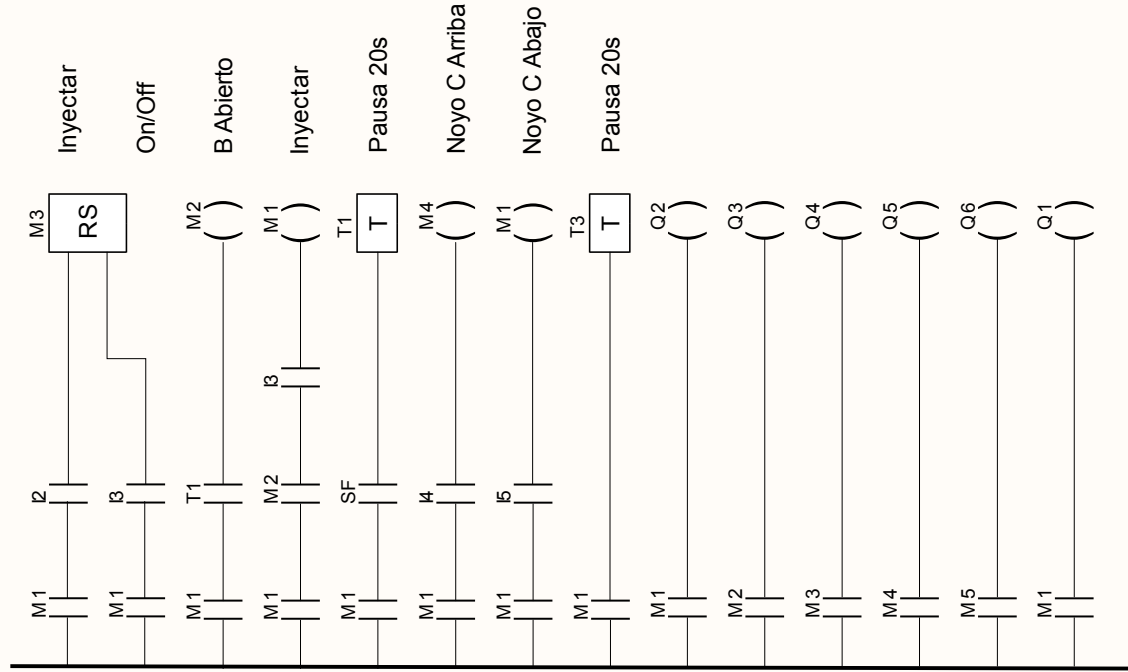 M1 I2 M3 RS Inyectar
M1 I3 On/Off
M1 T1 M2 B Abierto
M1 M2 I3 M1 Inyectar
M1 SF T1 T Pausa 20s
M1 I4 M4 Noyo C Arriba
M1 I5 M1 Noyo C Abajo
M1 T3 T Pausa 20s
M1 Q2
M2 Q3
M3 Q4
M4 Q5
M5 Q6
M1 Q1